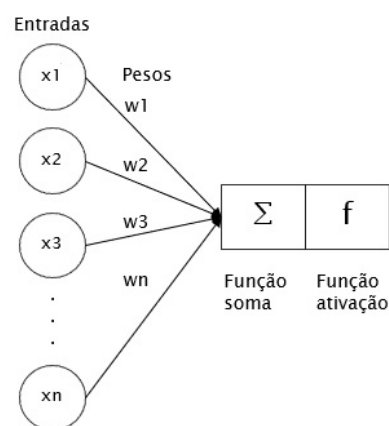 Entradas
x1
Pesos
w1
x2
w2
x3
w3
Σ
f
wn
Função
soma
Função
ativação
.
.
.
xn